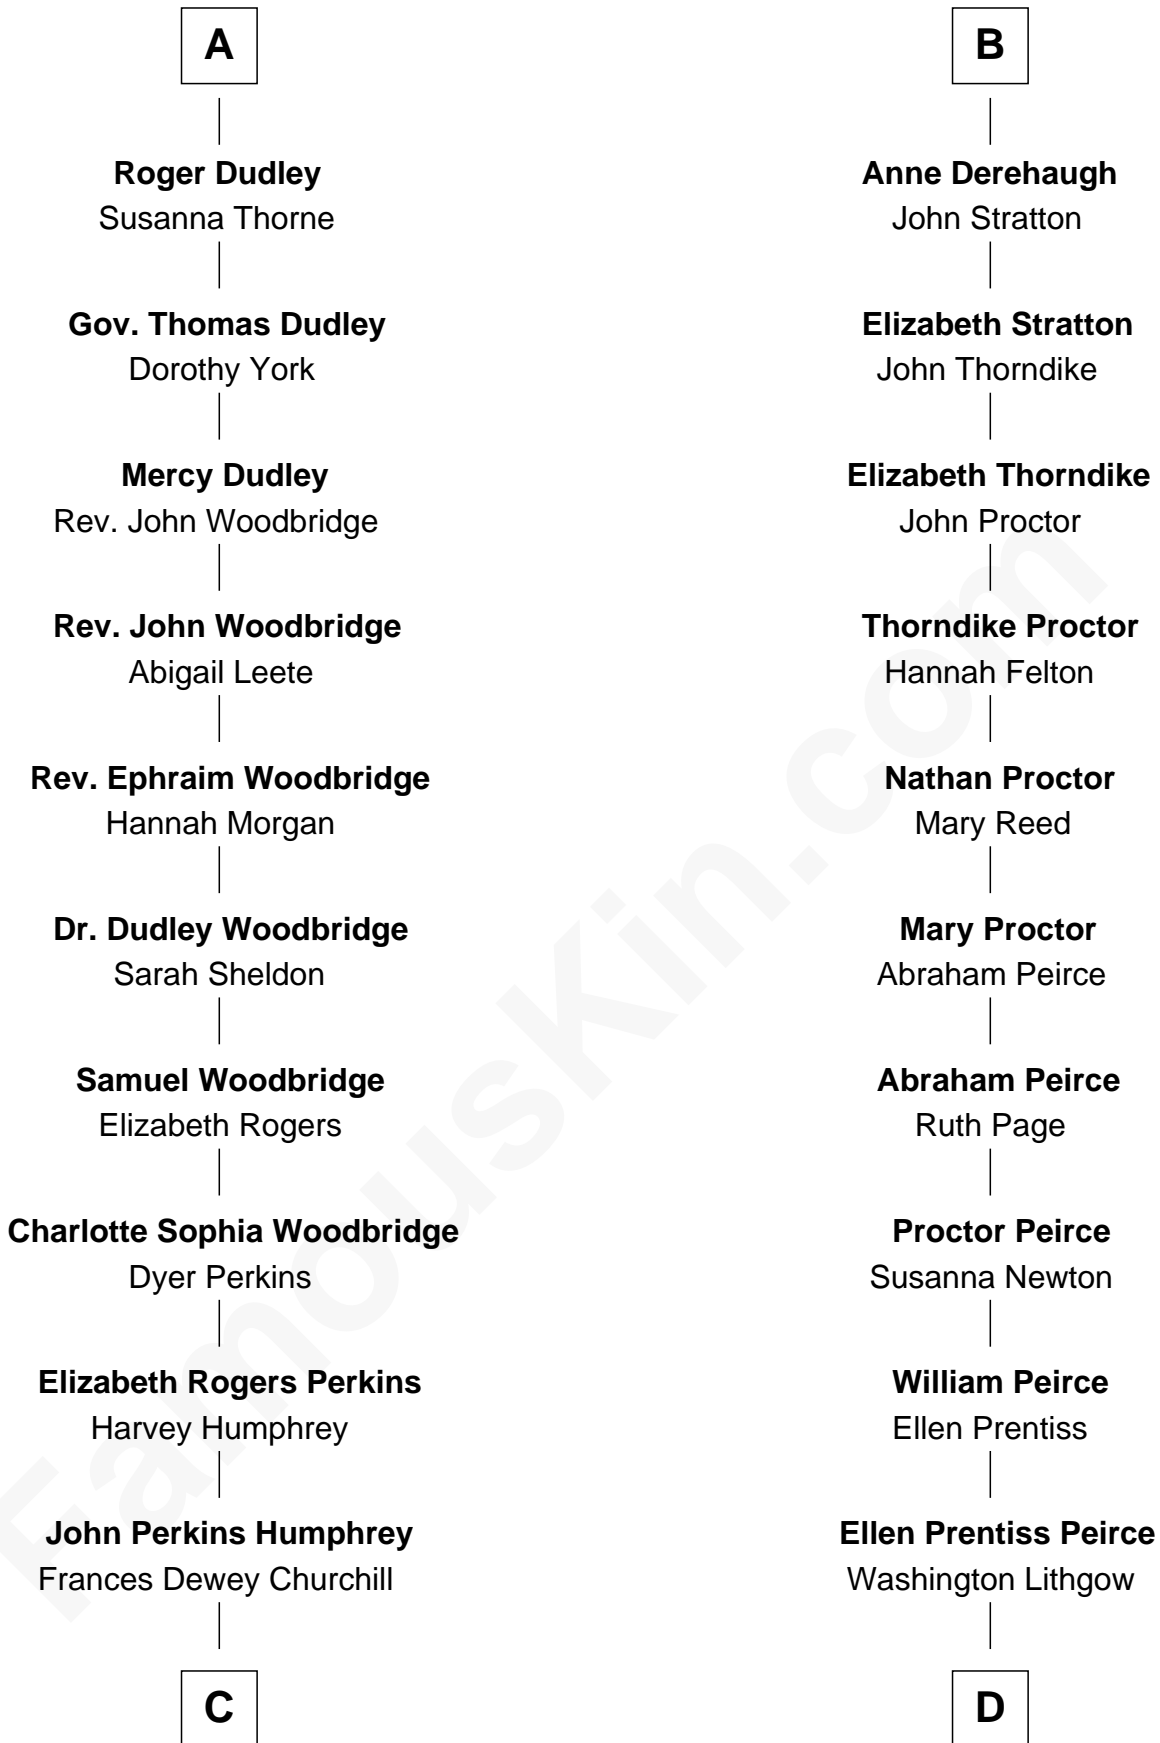 A
Roger Dudley
Susanna Thorne
Gov. Thomas Dudley
Dorothy York
Mercy Dudley
Rev. John Woodbridge
Rev. John Woodbridge
Abigail Leete
Rev. Ephraim Woodbridge
Hannah Morgan
Dr. Dudley Woodbridge
Sarah Sheldon
Samuel Woodbridge
Elizabeth Rogers
Charlotte Sophia Woodbridge
Dyer Perkins
Elizabeth Rogers Perkins
Harvey Humphrey
John Perkins Humphrey
Frances Dewey Churchill
C
B
Anne Derehaugh
John Stratton
Elizabeth Stratton
John Thorndike
Elizabeth Thorndike
John Proctor
Thorndike Proctor
Hannah Felton
Nathan Proctor
Mary Reed
Mary Proctor
Abraham Peirce
Abraham Peirce
Ruth Page
Proctor Peirce
Susanna Newton
William Peirce
Ellen Prentiss
Ellen Prentiss Peirce
Washington Lithgow
D
FamousKin.com